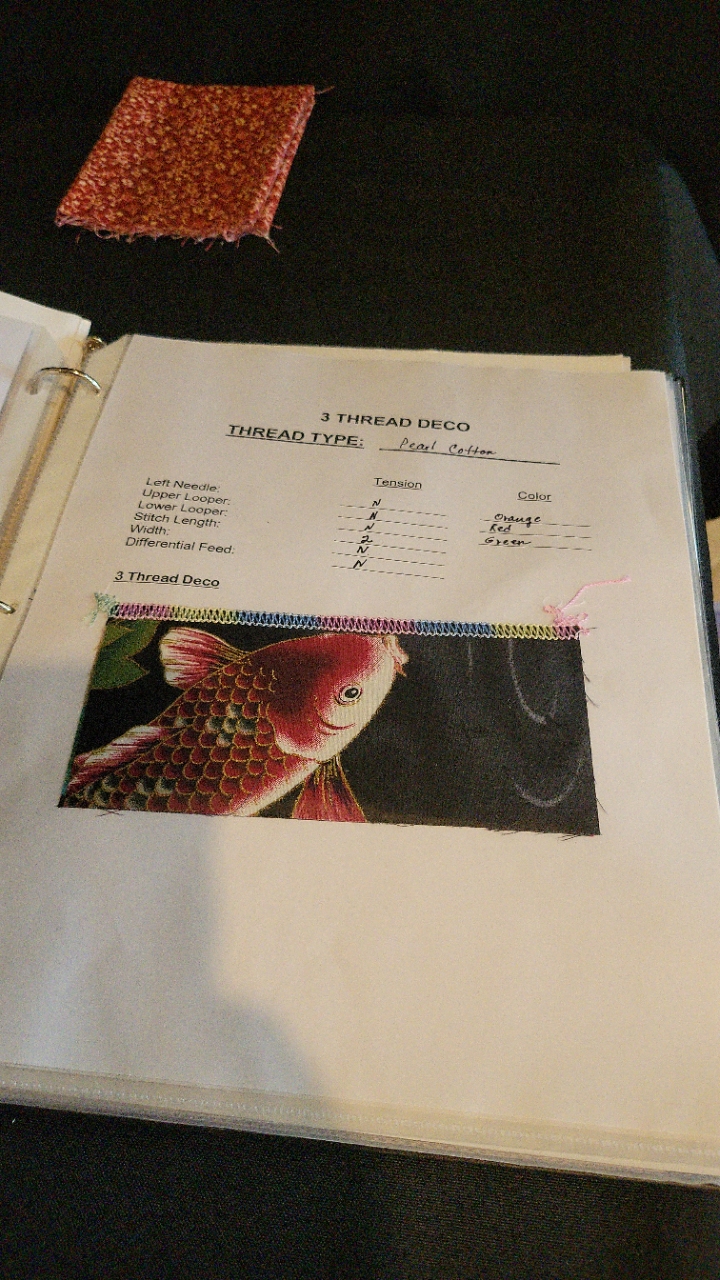 3 THREAD DECO
THREAD TYPE: Pearl Cotton
Tension Color
Left Needle: N Orange
Upper Looper: N Red
Lower Looper: N Green
Stitch Length: 2
Width: N
Differential Feed: N
3 Thread Deco